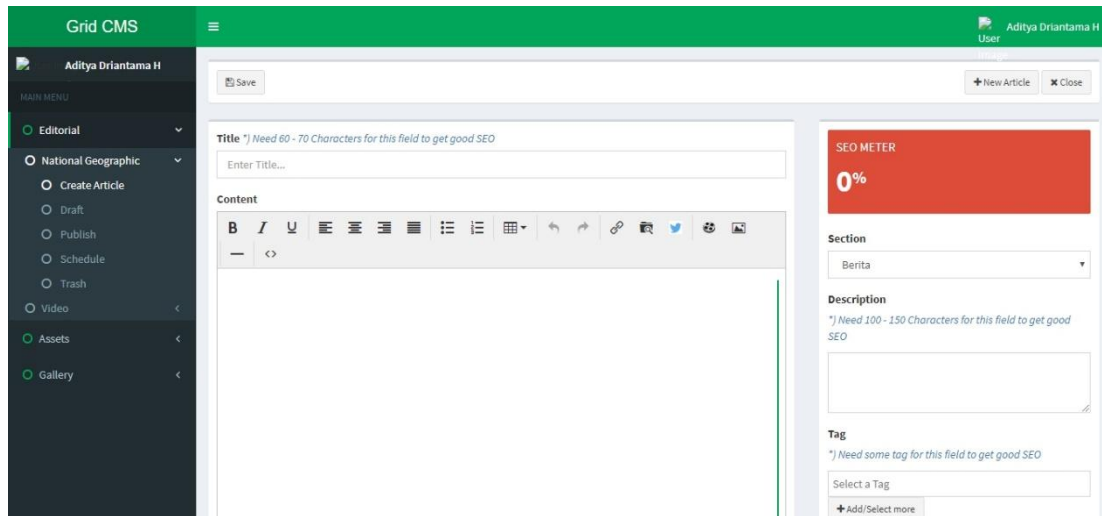 Grid CMS
User Image
Aditya Driantama H
Aditya Driantama H
MAIN MENU
Editorial
National Geographic
Create Article
Draft
Publish
Schedule
Trash
Video
Assets
Gallery
Save
New Article
Close
Title *) Need 60 - 70 Characters for this field to get good SEO
Enter Title...
Content
B I U
SEO METER
0%
Section
Berita
Description
*) Need 100 - 150 Characters for this field to get good
SEO
Tag
*) Need some tag for this field to get good SEO
Select a Tag
Add/Select more